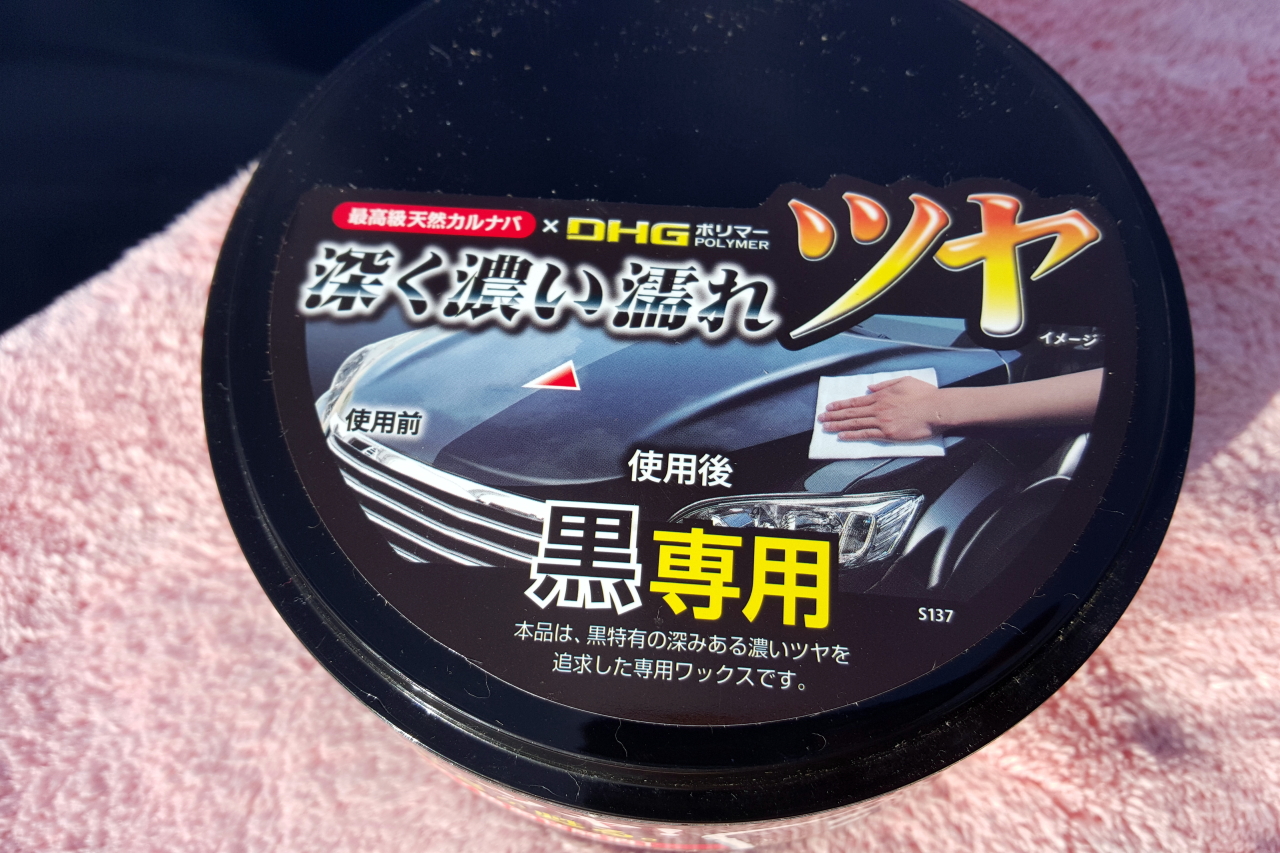 最高級天然カルナバ × DHG ポリマー POLYMER
深く濃い濡れツヤ
イメージ
使用前
使用後
黒専用
S137
本品は、黒特有の深みある濃いツヤを
追求した専用ワックスです。